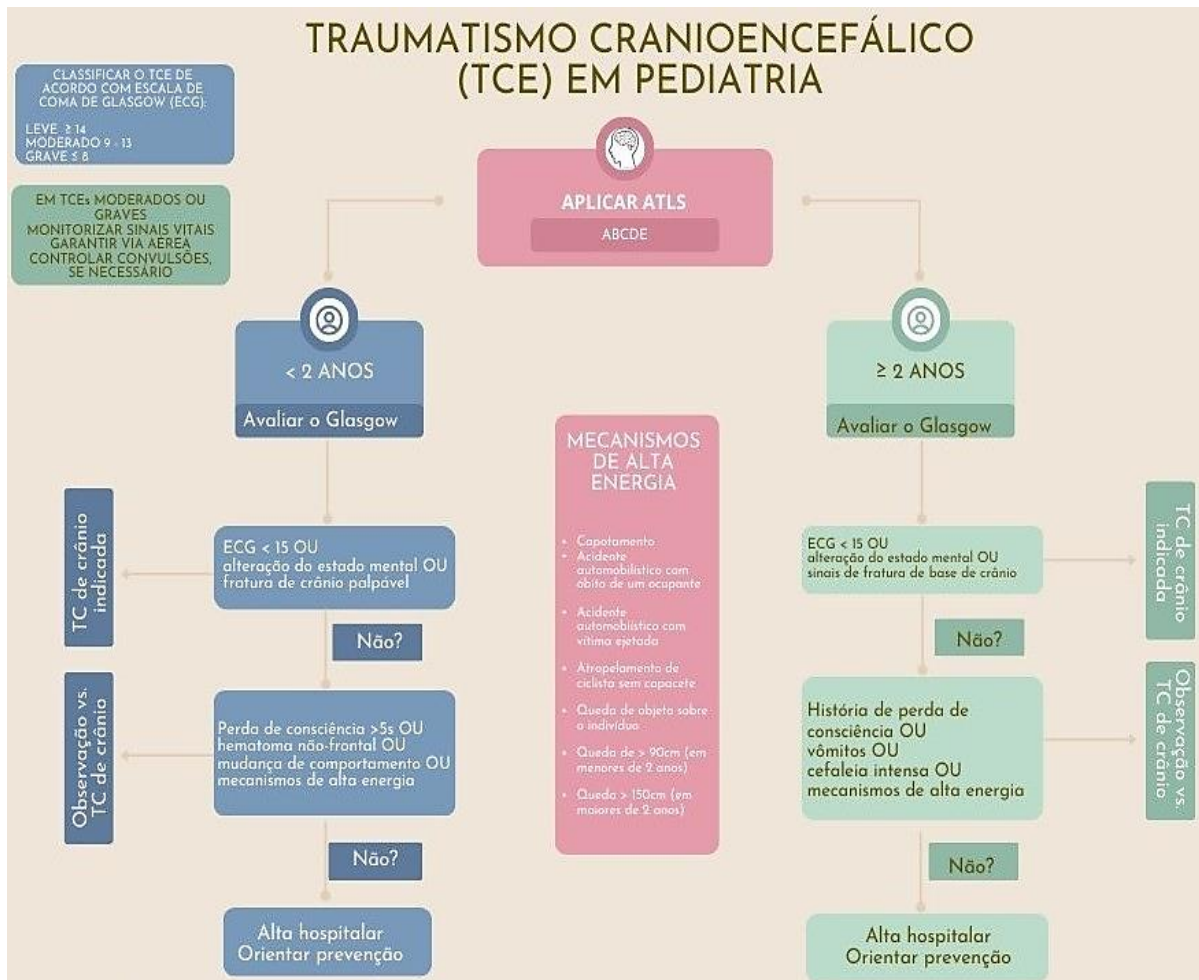 TRAUMATISMO CRANIOENCEFÁLICO
(TCE) EM PEDIATRIA
CLASSIFICAR O TCE DE
ACORDO COM ESCALA DE
COMA DE GLASGOW (ECG):
LEVE ≥ 14
MODERADO 9 - 13
GRAVE ≤ 8
EM TCEs MODERADOS OU
GRAVES
MONITORIZAR SINAIS VITAIS
GARANTIR VIA AÉREA
CONTROLAR CONVULSÕES,
SE NECESSÁRIO
APLICAR ATLS
ABCDE
< 2 ANOS
Avaliar o Glasgow
TC de crânio
indicada
ECG < 15 OU
alteração do estado mental OU
fratura de crânio palpável
Não?
Observação vs.
TC de crânio
Perda de consciência >5s OU
hematoma não-frontal OU
mudança de comportamento OU
mecanismos de alta energia
Não?
Alta hospitalar
Orientar prevenção
MECANISMOS
DE ALTA
ENERGIA
• Capotamento
• Acidente
automobilístico com
óbito de um ocupante
• Acidente
automobilístico com
vítima ejetada
• Atropelamento de
ciclista sem capacete
• Queda de objeto sobre
o indivíduo
• Queda de > 90cm (em
menores de 2 anos)
• Queda > 150cm (em
maiores de 2 anos)
≥ 2 ANOS
Avaliar o Glasgow
ECG < 15 OU
alteração do estado mental OU
sinais de fratura de base de crânio
TC de crânio
indicada
Não?
História de perda de
consciência OU
vômitos OU
cefaleia intensa OU
mecanismos de alta energia
Observação vs.
TC de crânio
Não?
Alta hospitalar
Orientar prevenção